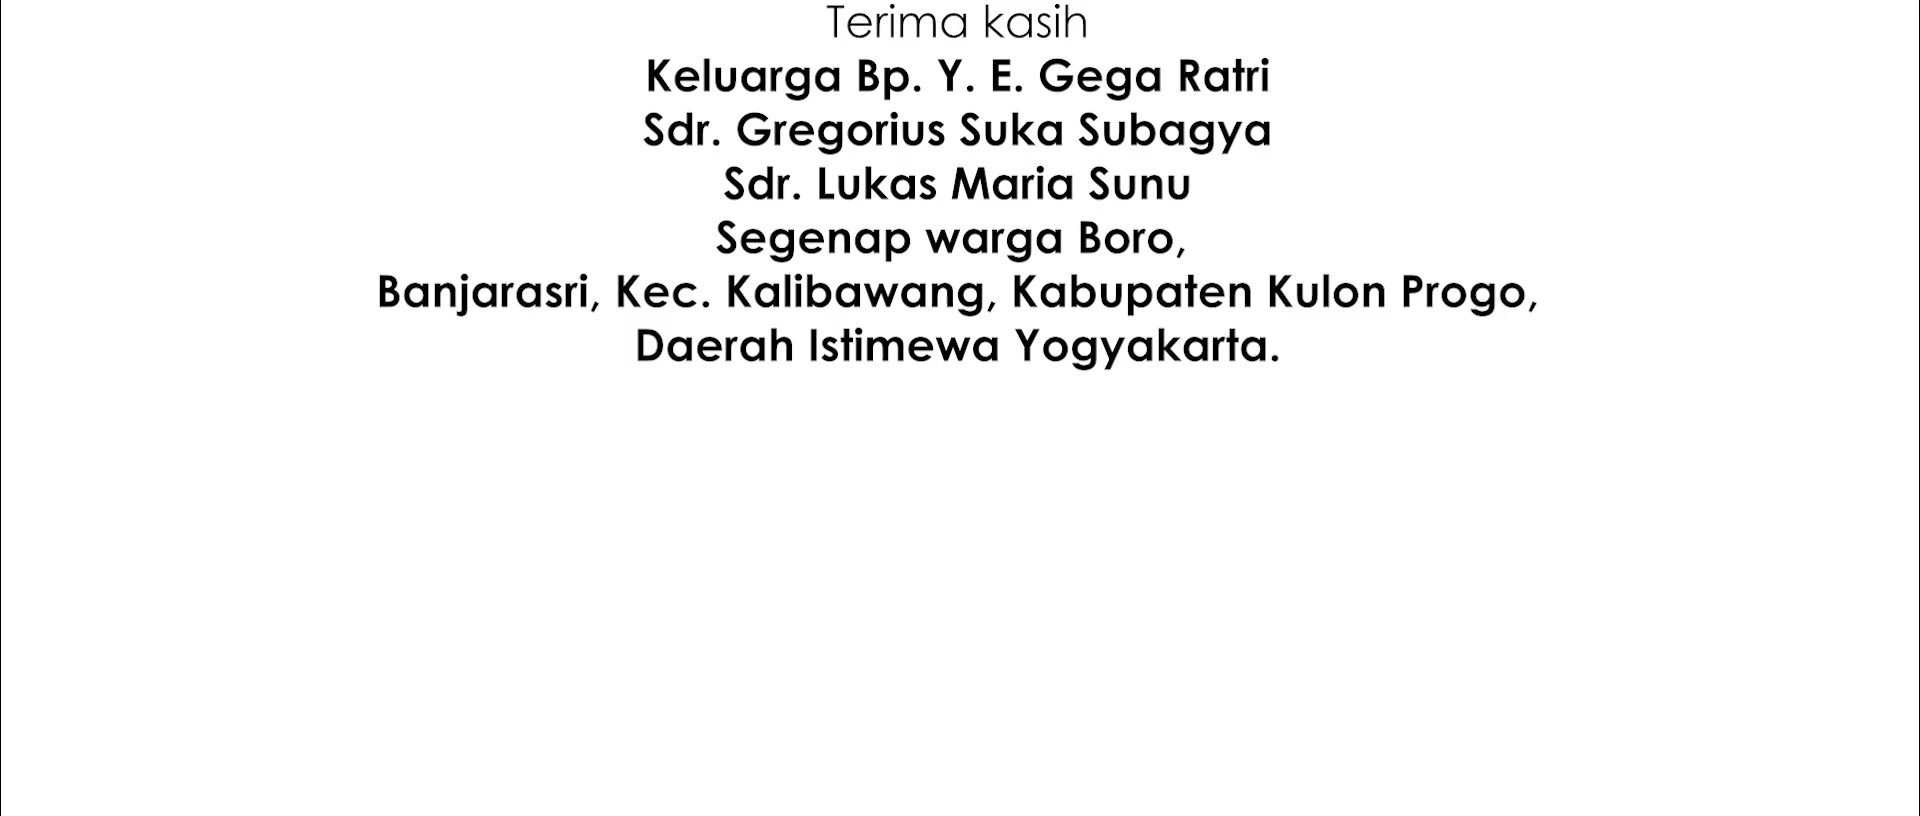 Terima kasih
Keluarga Bp. Y. E. Gega Ratri
Sdr. Gregorius Suka Subagya
Sdr. Lukas Maria Sunu
Segenap warga Boro,
Banjarasri, Kec. Kalibawang, Kabupaten Kulon Progo,
Daerah Istimewa Yogyakarta.